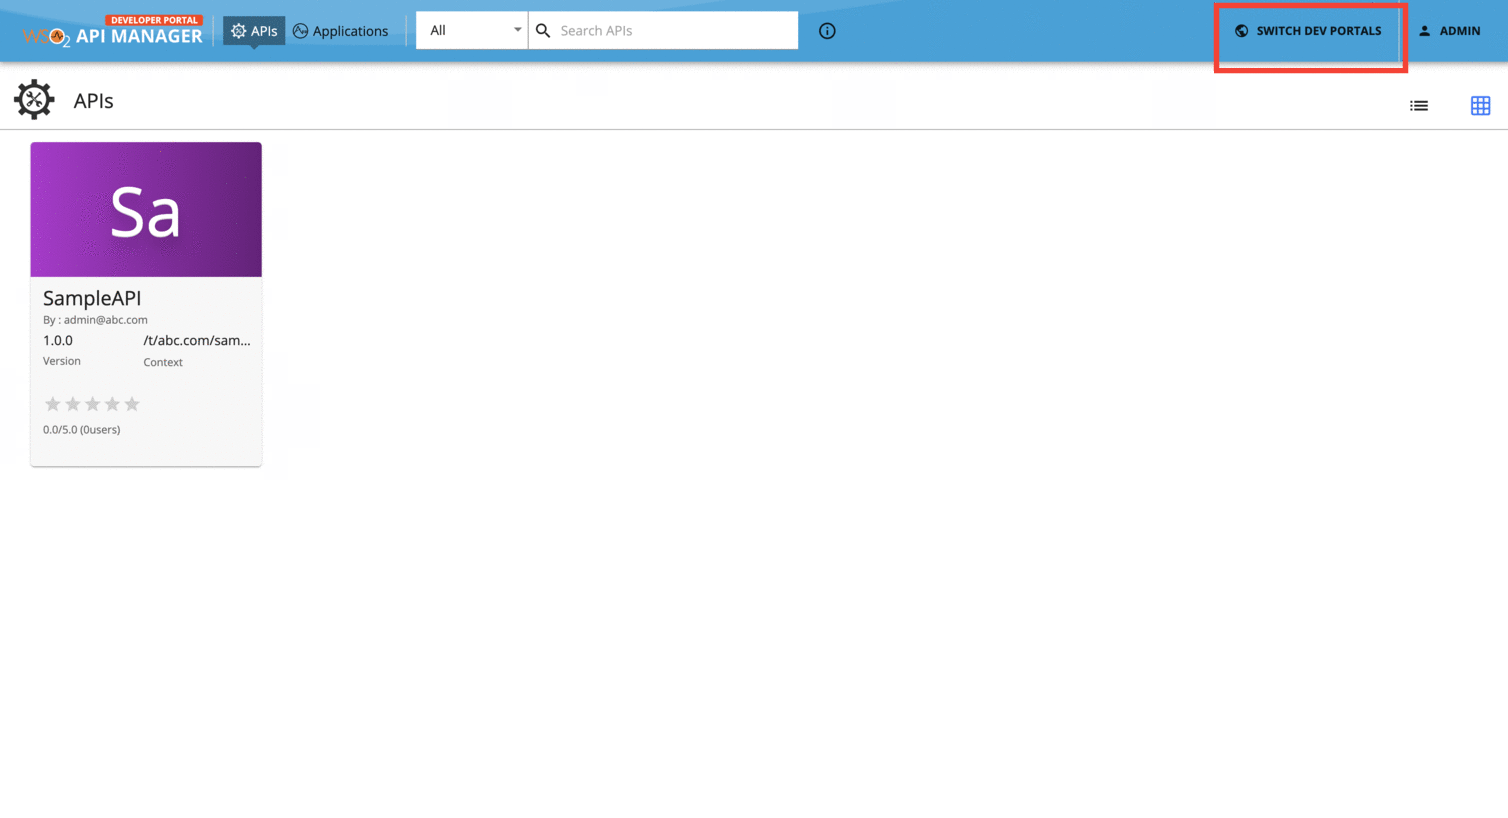 DEVELOPER PORTAL
WSO2 API MANAGER
APIs
Applications
All
Search APIs
SWITCH DEV PORTALS
ADMIN
APIs
Sa
SampleAPI
By : admin@abc.com
1.0.0 /t/abc.com/sam...
Version Context
0.0/5.0 (0users)